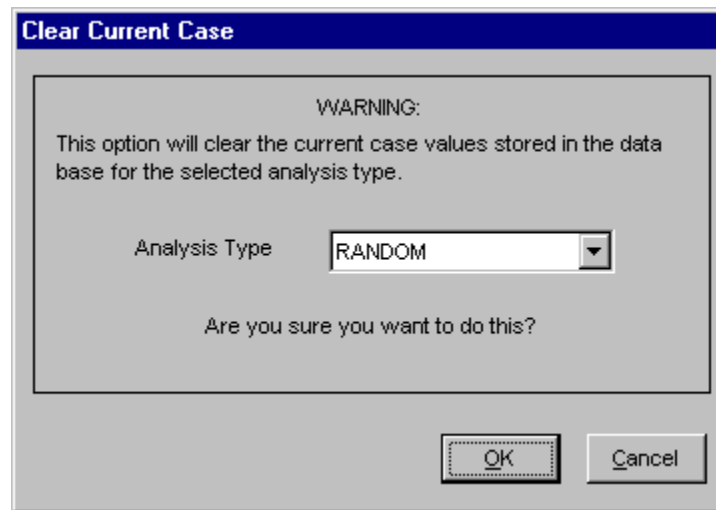 Clear Current Case
WARNING:
This option will clear the current case values stored in the data
base for the selected analysis type.
Analysis Type
RANDOM
Are you sure you want to do this?
OK
Cancel